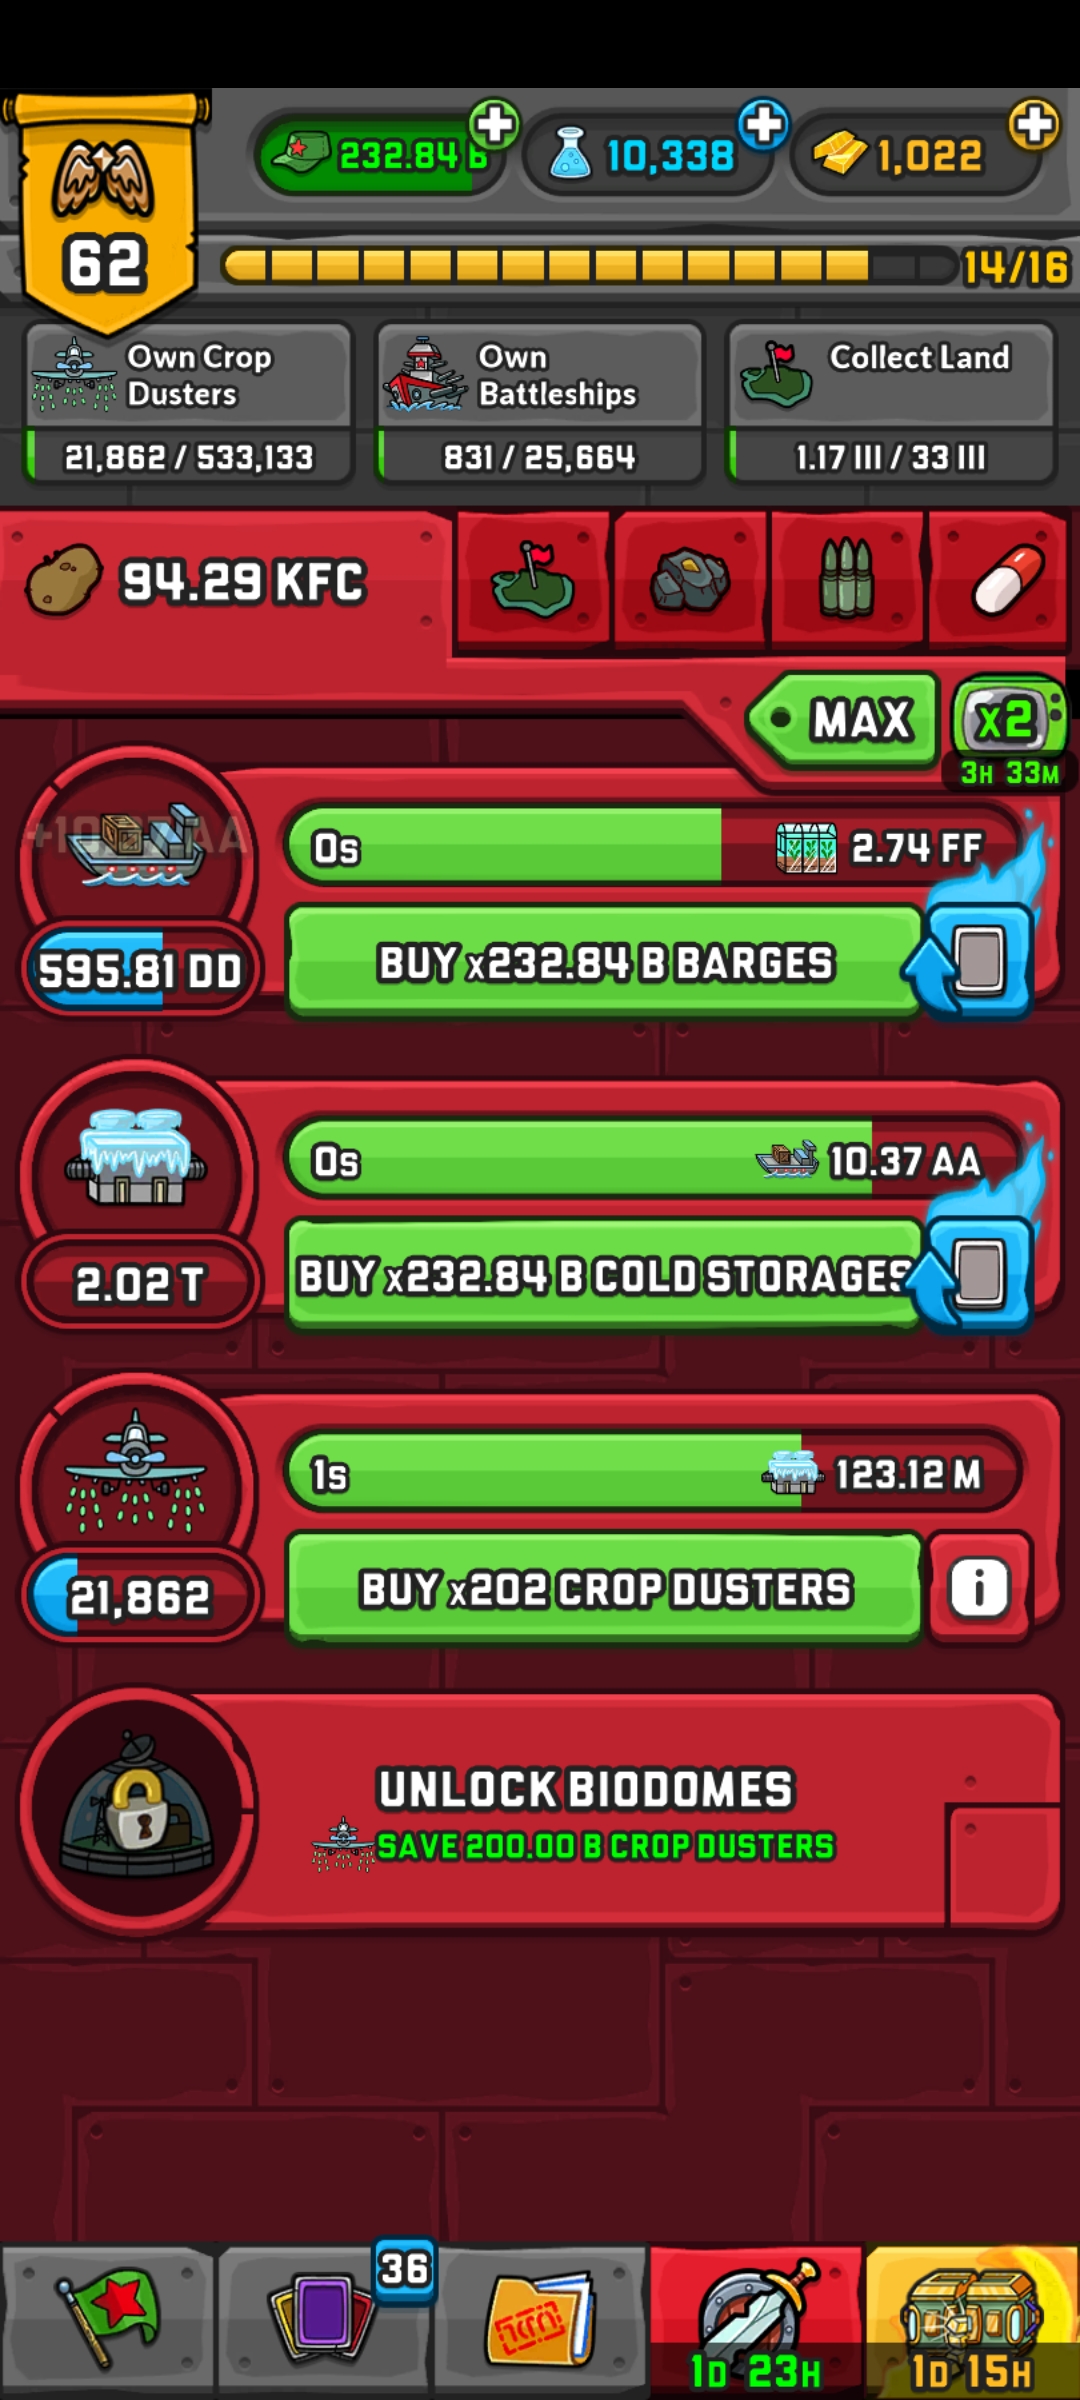 232.84 B
10,338
1,022
62
14/16
Own Crop Dusters
21,862 / 533,133
Own Battleships
831 / 25,664
Collect Land
1.17 III / 33 III
94.29 KFC
MAX
x2
3H 33M
0s
2.74 FF
595.81 DD
BUY x232.84 B BARGES
0s
10.37 AA
2.02 T
BUY x232.84 B COLD STORAGES
1s
123.12 M
21,862
BUY x202 CROP DUSTERS
i
UNLOCK BIODOMES
SAVE 200.00 B CROP DUSTERS
36
1D 23H
1D 15H